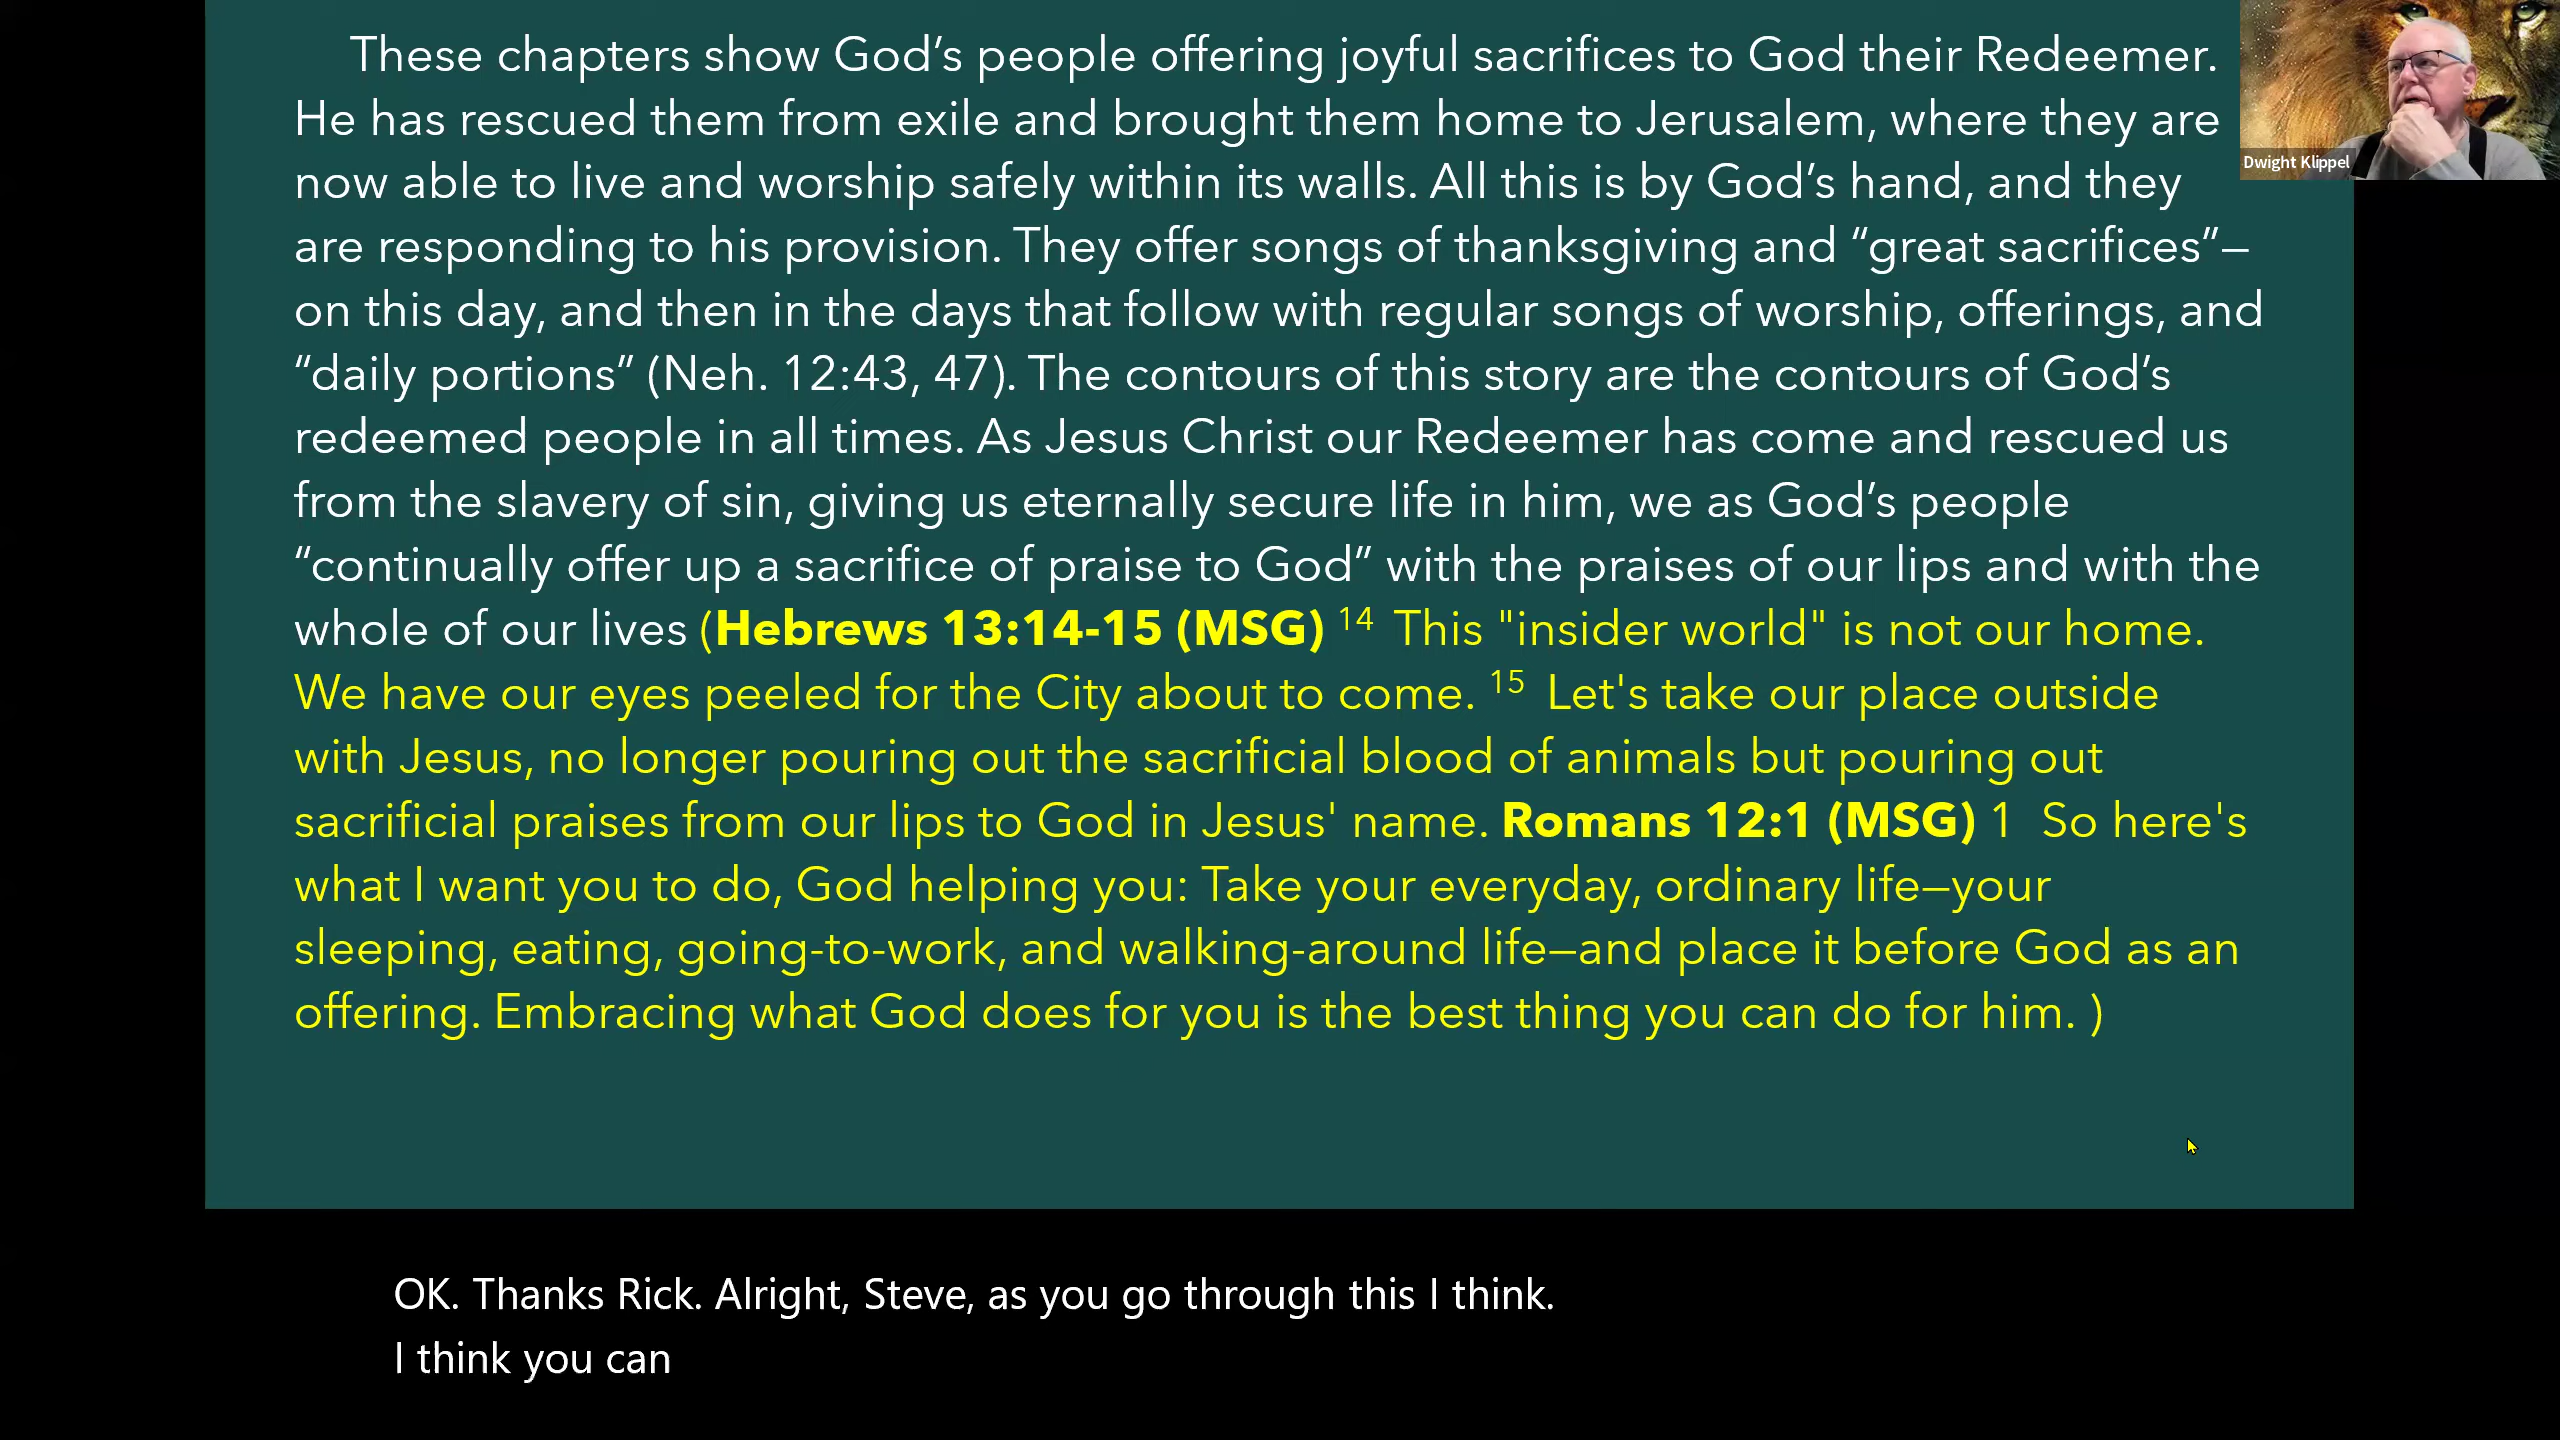 These chapters show God’s people offering joyful sacrifices to God their Redeemer.
He has rescued them from exile and brought them home to Jerusalem, where they are
now able to live and worship safely within its walls. All this is by God’s hand, and they
are responding to his provision. They offer songs of thanksgiving and “great sacrifices”—
on this day, and then in the days that follow with regular songs of worship, offerings, and
“daily portions” (Neh. 12:43, 47). The contours of this story are the contours of God’s
redeemed people in all times. As Jesus Christ our Redeemer has come and rescued us
from the slavery of sin, giving us eternally secure life in him, we as God’s people
“continually offer up a sacrifice of praise to God” with the praises of our lips and with the
whole of our lives (Hebrews 13:14-15 (MSG) 14 This "insider world" is not our home.
We have our eyes peeled for the City about to come. 15 Let's take our place outside
with Jesus, no longer pouring out the sacrificial blood of animals but pouring out
sacrificial praises from our lips to God in Jesus' name. Romans 12:1 (MSG) 1 So here's
what I want you to do, God helping you: Take your everyday, ordinary life—your
sleeping, eating, going-to-work, and walking-around life—and place it before God as an
offering. Embracing what God does for you is the best thing you can do for him. )
Dwight Klippel
OK. Thanks Rick. Alright, Steve, as you go through this I think.
I think you can